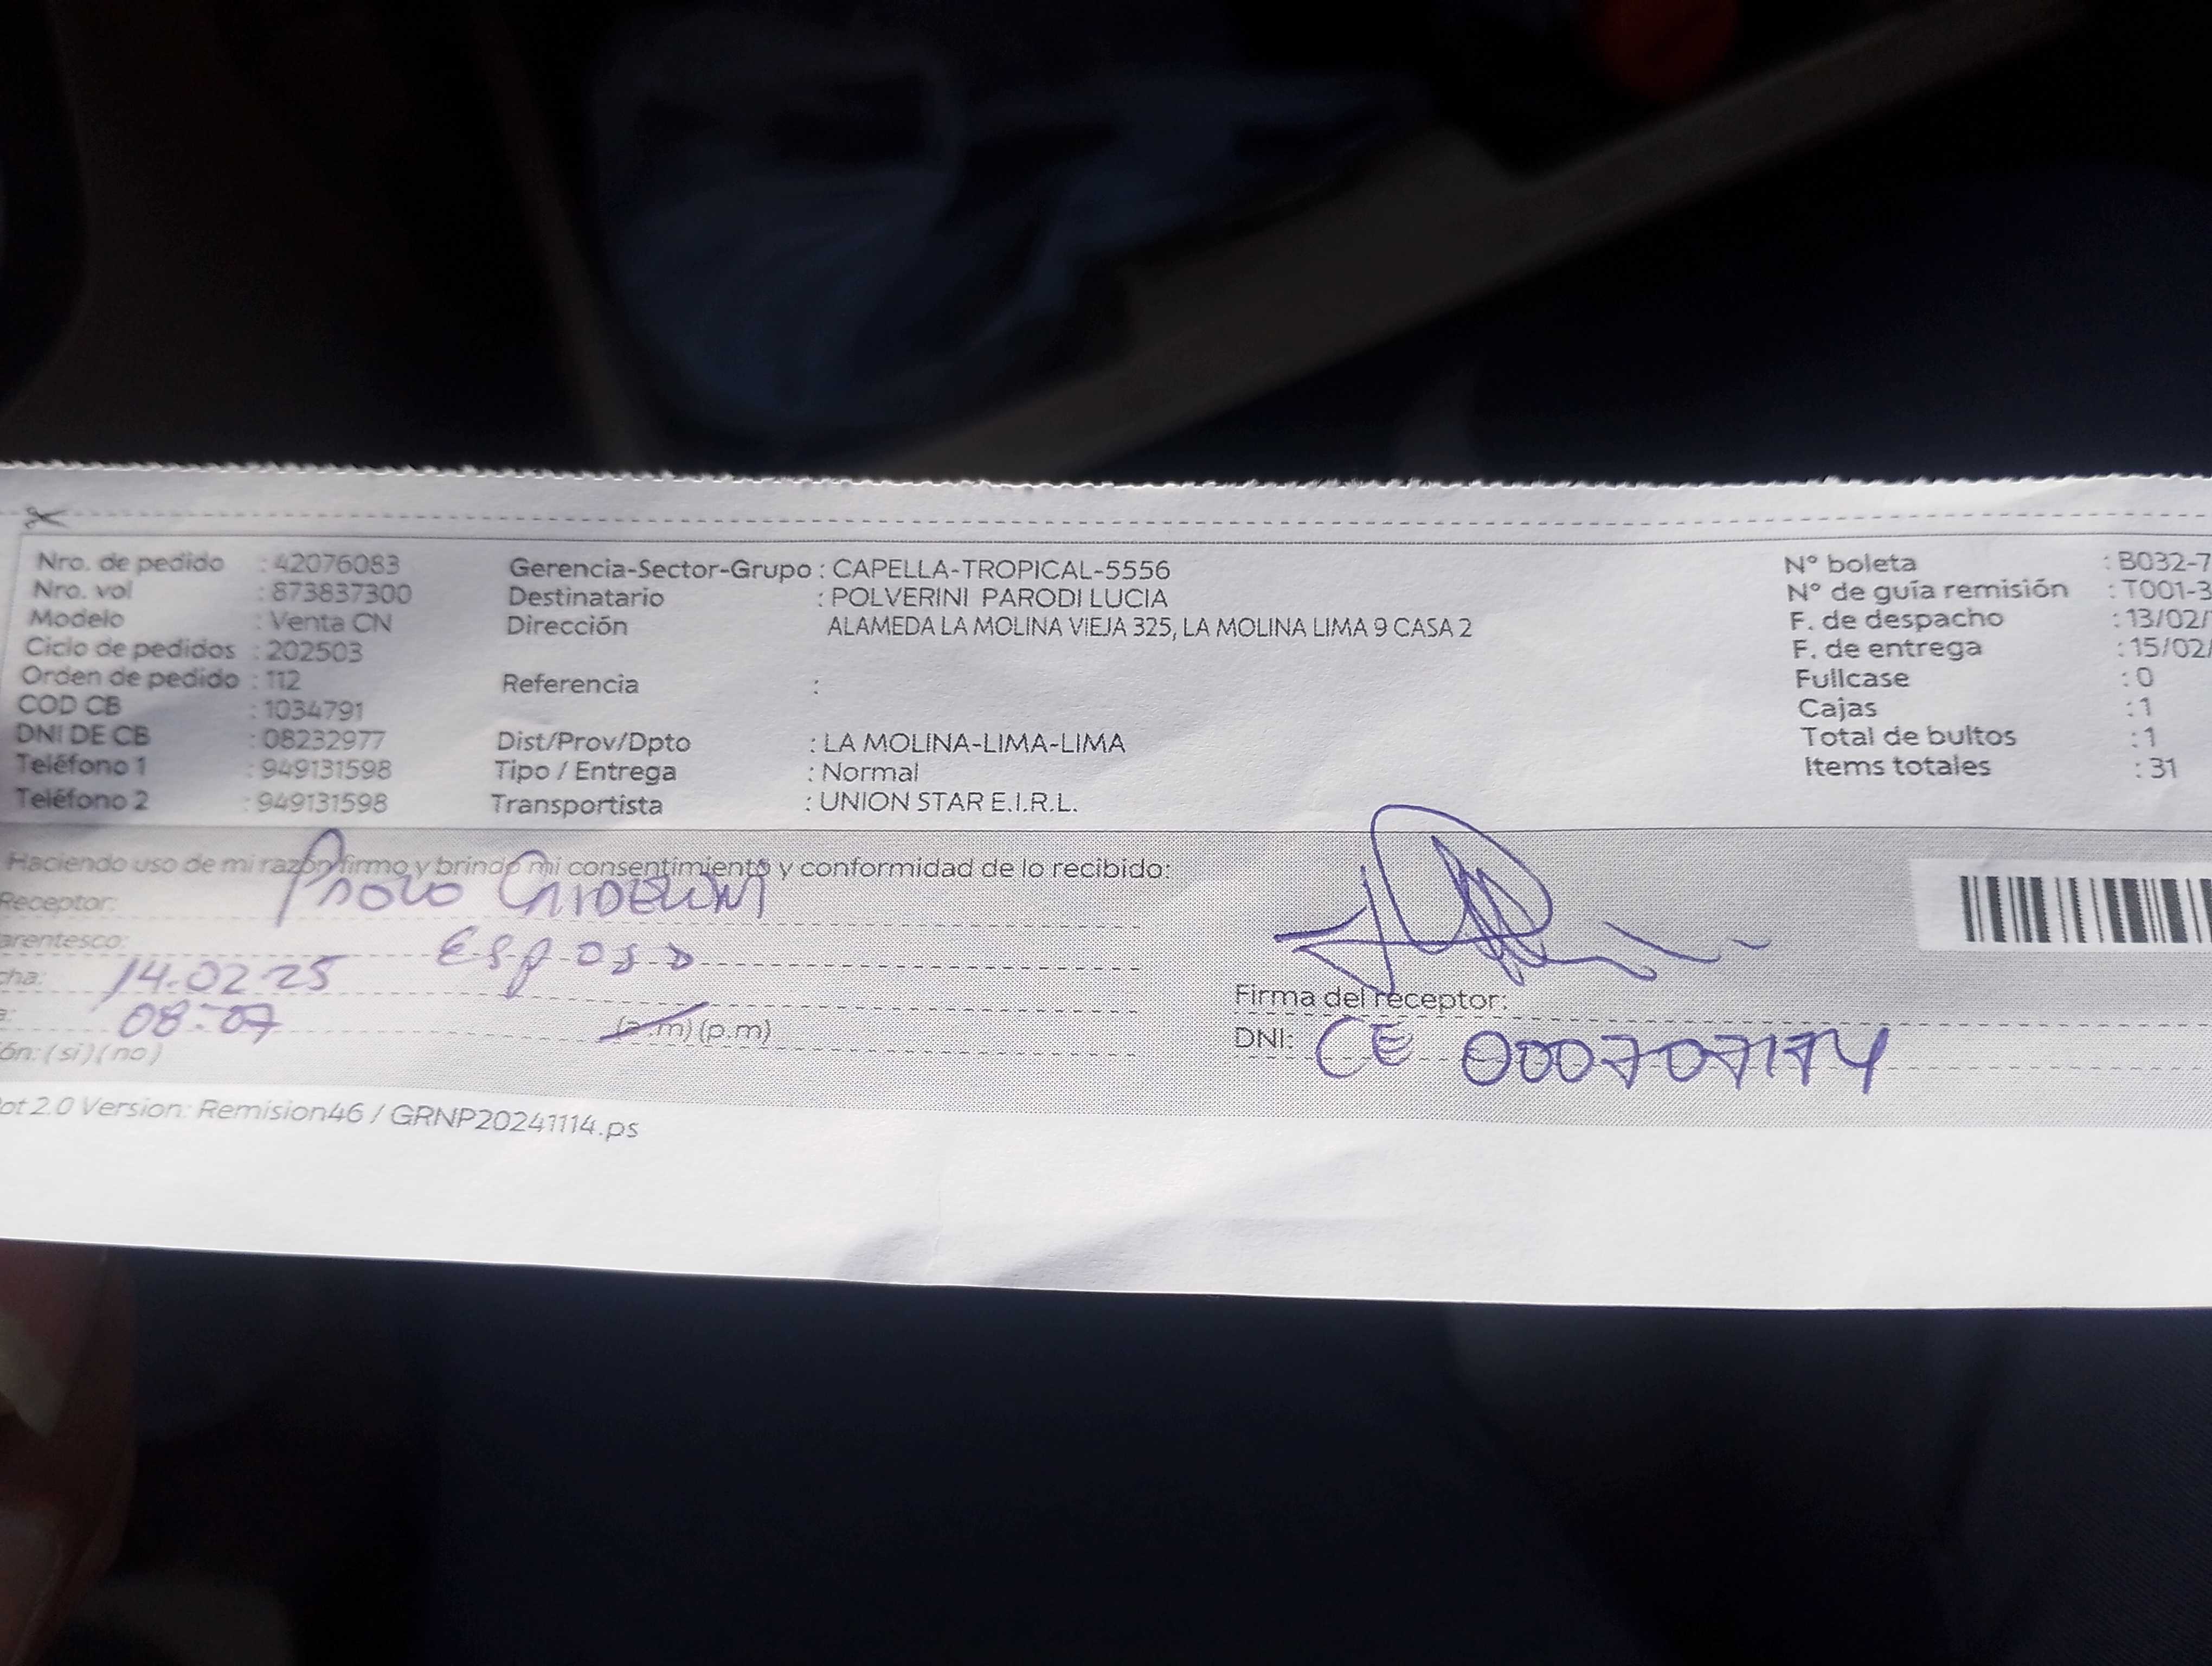 Nro. de pedido : 42076083
Nro. vol : 873837300
Modelo : Venta CN
Ciclo de pedidos : 202503
Orden de pedido : 112
COD CB : 1034791
DNI DE CB : 08232977
Teléfono 1 : 949131598
Teléfono 2 : 949131598
Gerencia-Sector-Grupo : CAPELLA-TROPICAL-5556
Destinatario : POLVERINI PARODI LUCIA
Dirección ALAMEDA LA MOLINA VIEJA 325, LA MOLINA LIMA 9 CASA 2
Referencia :
Dist/Prov/Dpto : LA MOLINA-LIMA-LIMA
Tipo / Entrega : Normal
Transportista : UNION STAR E.I.R.L.
N° boleta : B032-7
N° de guía remisión : T001-3
F. de despacho : 13/02/
F. de entrega : 15/02/
Fullcase : 0
Cajas : 1
Total de bultos : 1
Items totales : 31
Haciendo uso de mi razón firmo y brindo mi consentimiento y conformidad de lo recibido:
Receptor:
arentesco: Esposo
cha: 14.02.25
a: 08:07 (a.m) (p.m)
ón: (si) (no)
Firma del receptor:
DNI: CE 000707174
ot 2.0 Version: Remision46 / GRNP20241114.ps